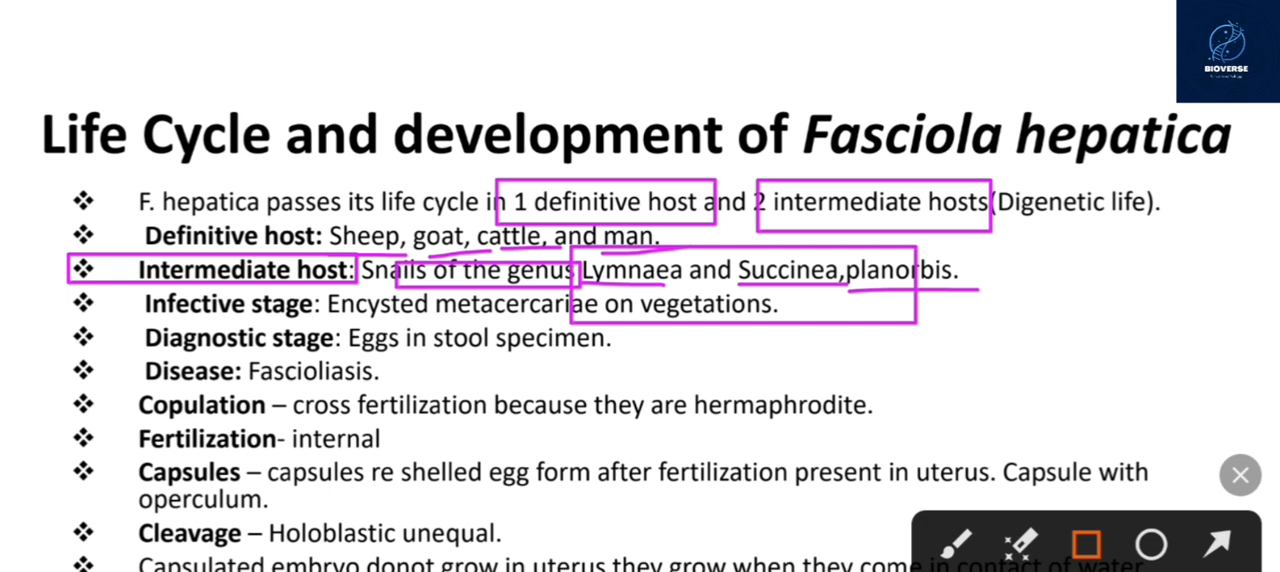 BIOVERSE
Life Cycle and development of Fasciola hepatica
❖ F. hepatica passes its life cycle in 1 definitive host and 2 intermediate hosts(Digenetic life).
❖ Definitive host: Sheep, goat, cattle, and man.
❖ Intermediate host: Snails of the genus Lymnaea and Succinea,planorbis.
❖ Infective stage: Encysted metacercariae on vegetations.
❖ Diagnostic stage: Eggs in stool specimen.
❖ Disease: Fascioliasis.
❖ Copulation – cross fertilization because they are hermaphrodite.
❖ Fertilization- internal
❖ Capsules – capsules re shelled egg form after fertilization present in uterus. Capsule with
operculum.
❖ Cleavage – Holoblastic unequal.
❖ Capsulated embryo donot grow in uterus they grow when they come in contact of water